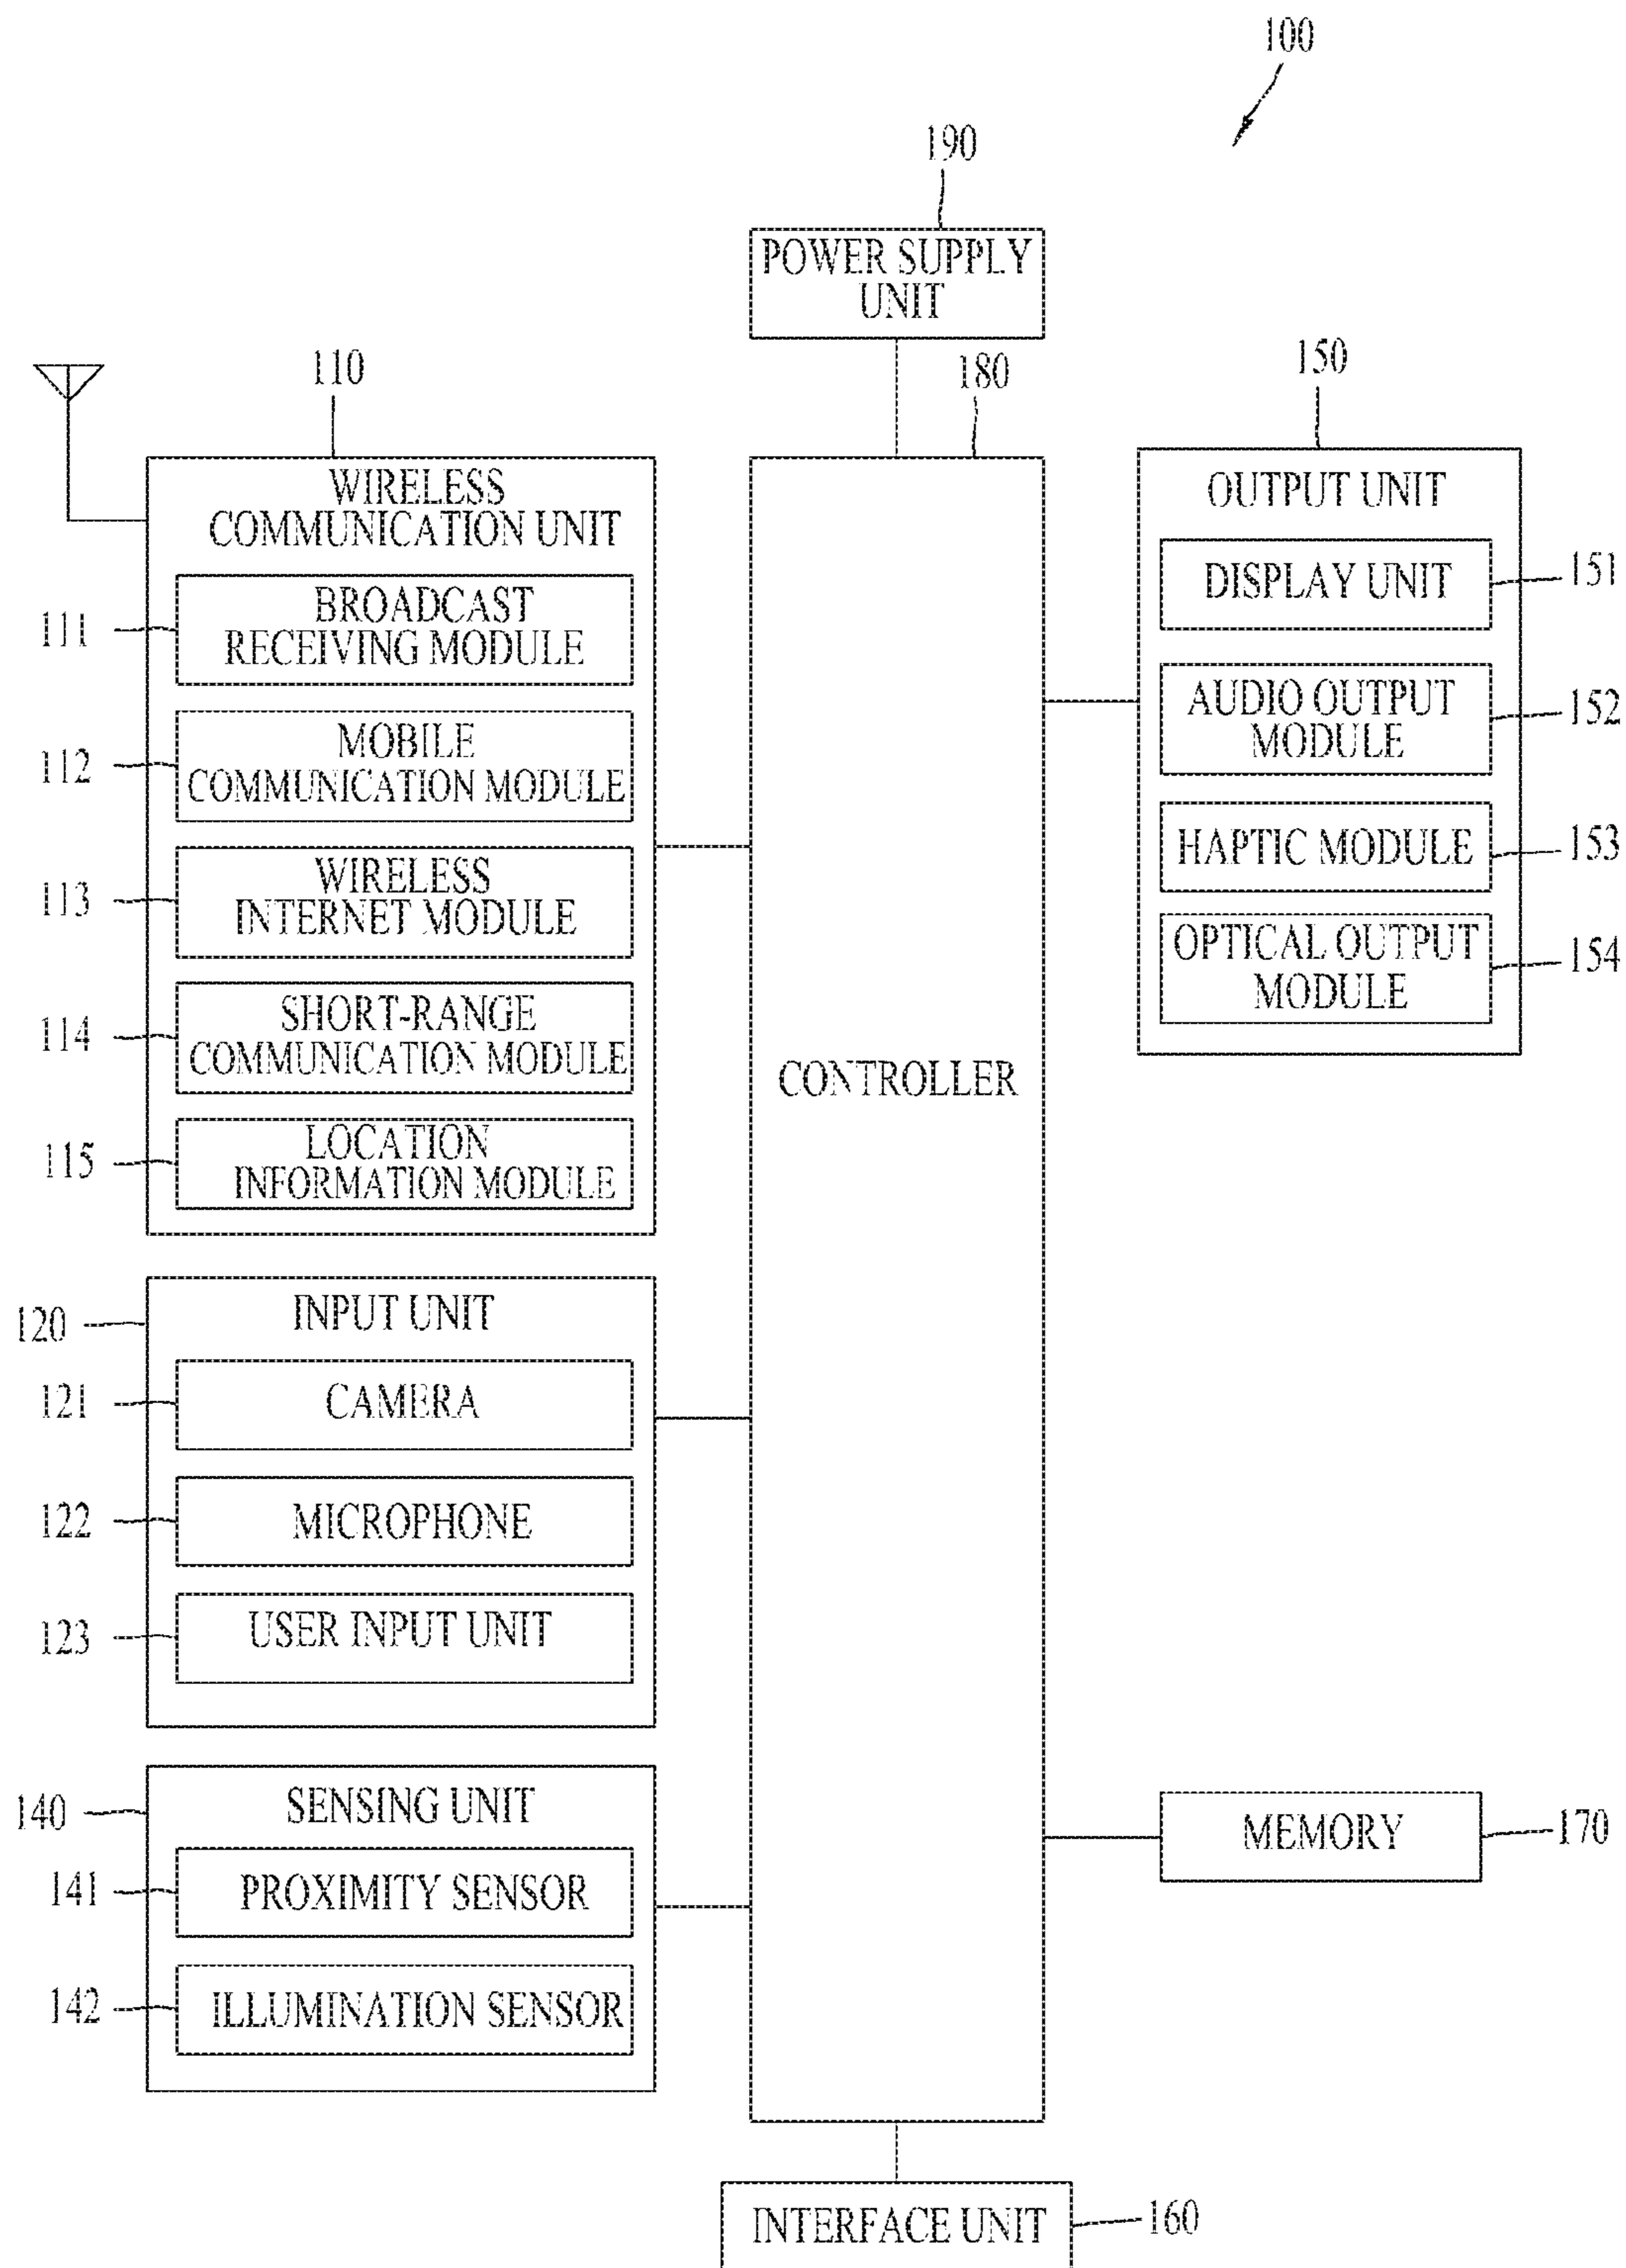 100
190
POWER SUPPLY
UNIT
110
180
150
WIRELESS
COMMUNICATION UNIT
111
BROADCAST
RECEIVING MODULE
112
MOBILE
COMMUNICATION MODULE
113
WIRELESS
INTERNET MODULE
114
SHORT-RANGE
COMMUNICATION MODULE
115
LOCATION
INFORMATION MODULE
120
INPUT UNIT
121
CAMERA
122
MICROPHONE
123
USER INPUT UNIT
140
SENSING UNIT
141
PROXIMITY SENSOR
142
ILLUMINATION SENSOR
CONTROLLER
OUTPUT UNIT
DISPLAY UNIT
151
AUDIO OUTPUT
MODULE
152
HAPTIC MODULE
153
OPTICAL OUTPUT
MODULE
154
MEMORY
170
INTERFACE UNIT
160